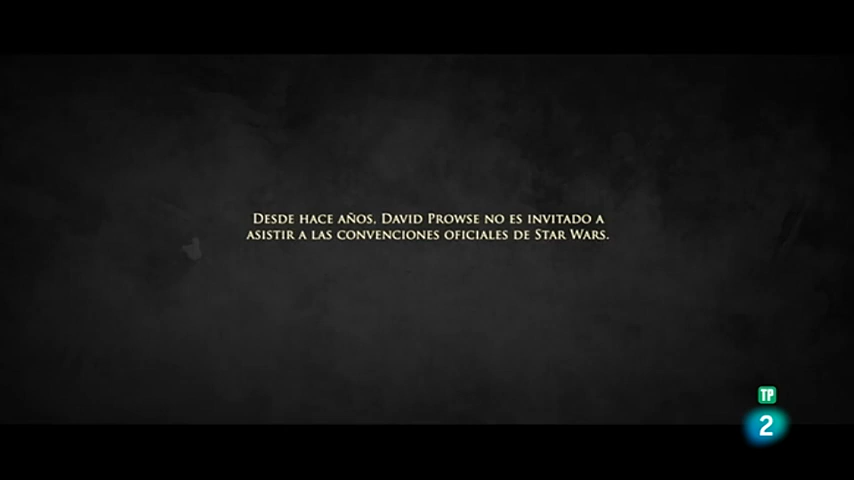 Desde hace años, David Prowse no es invitado a
asistir a las convenciones oficiales de Star Wars.
TP
2